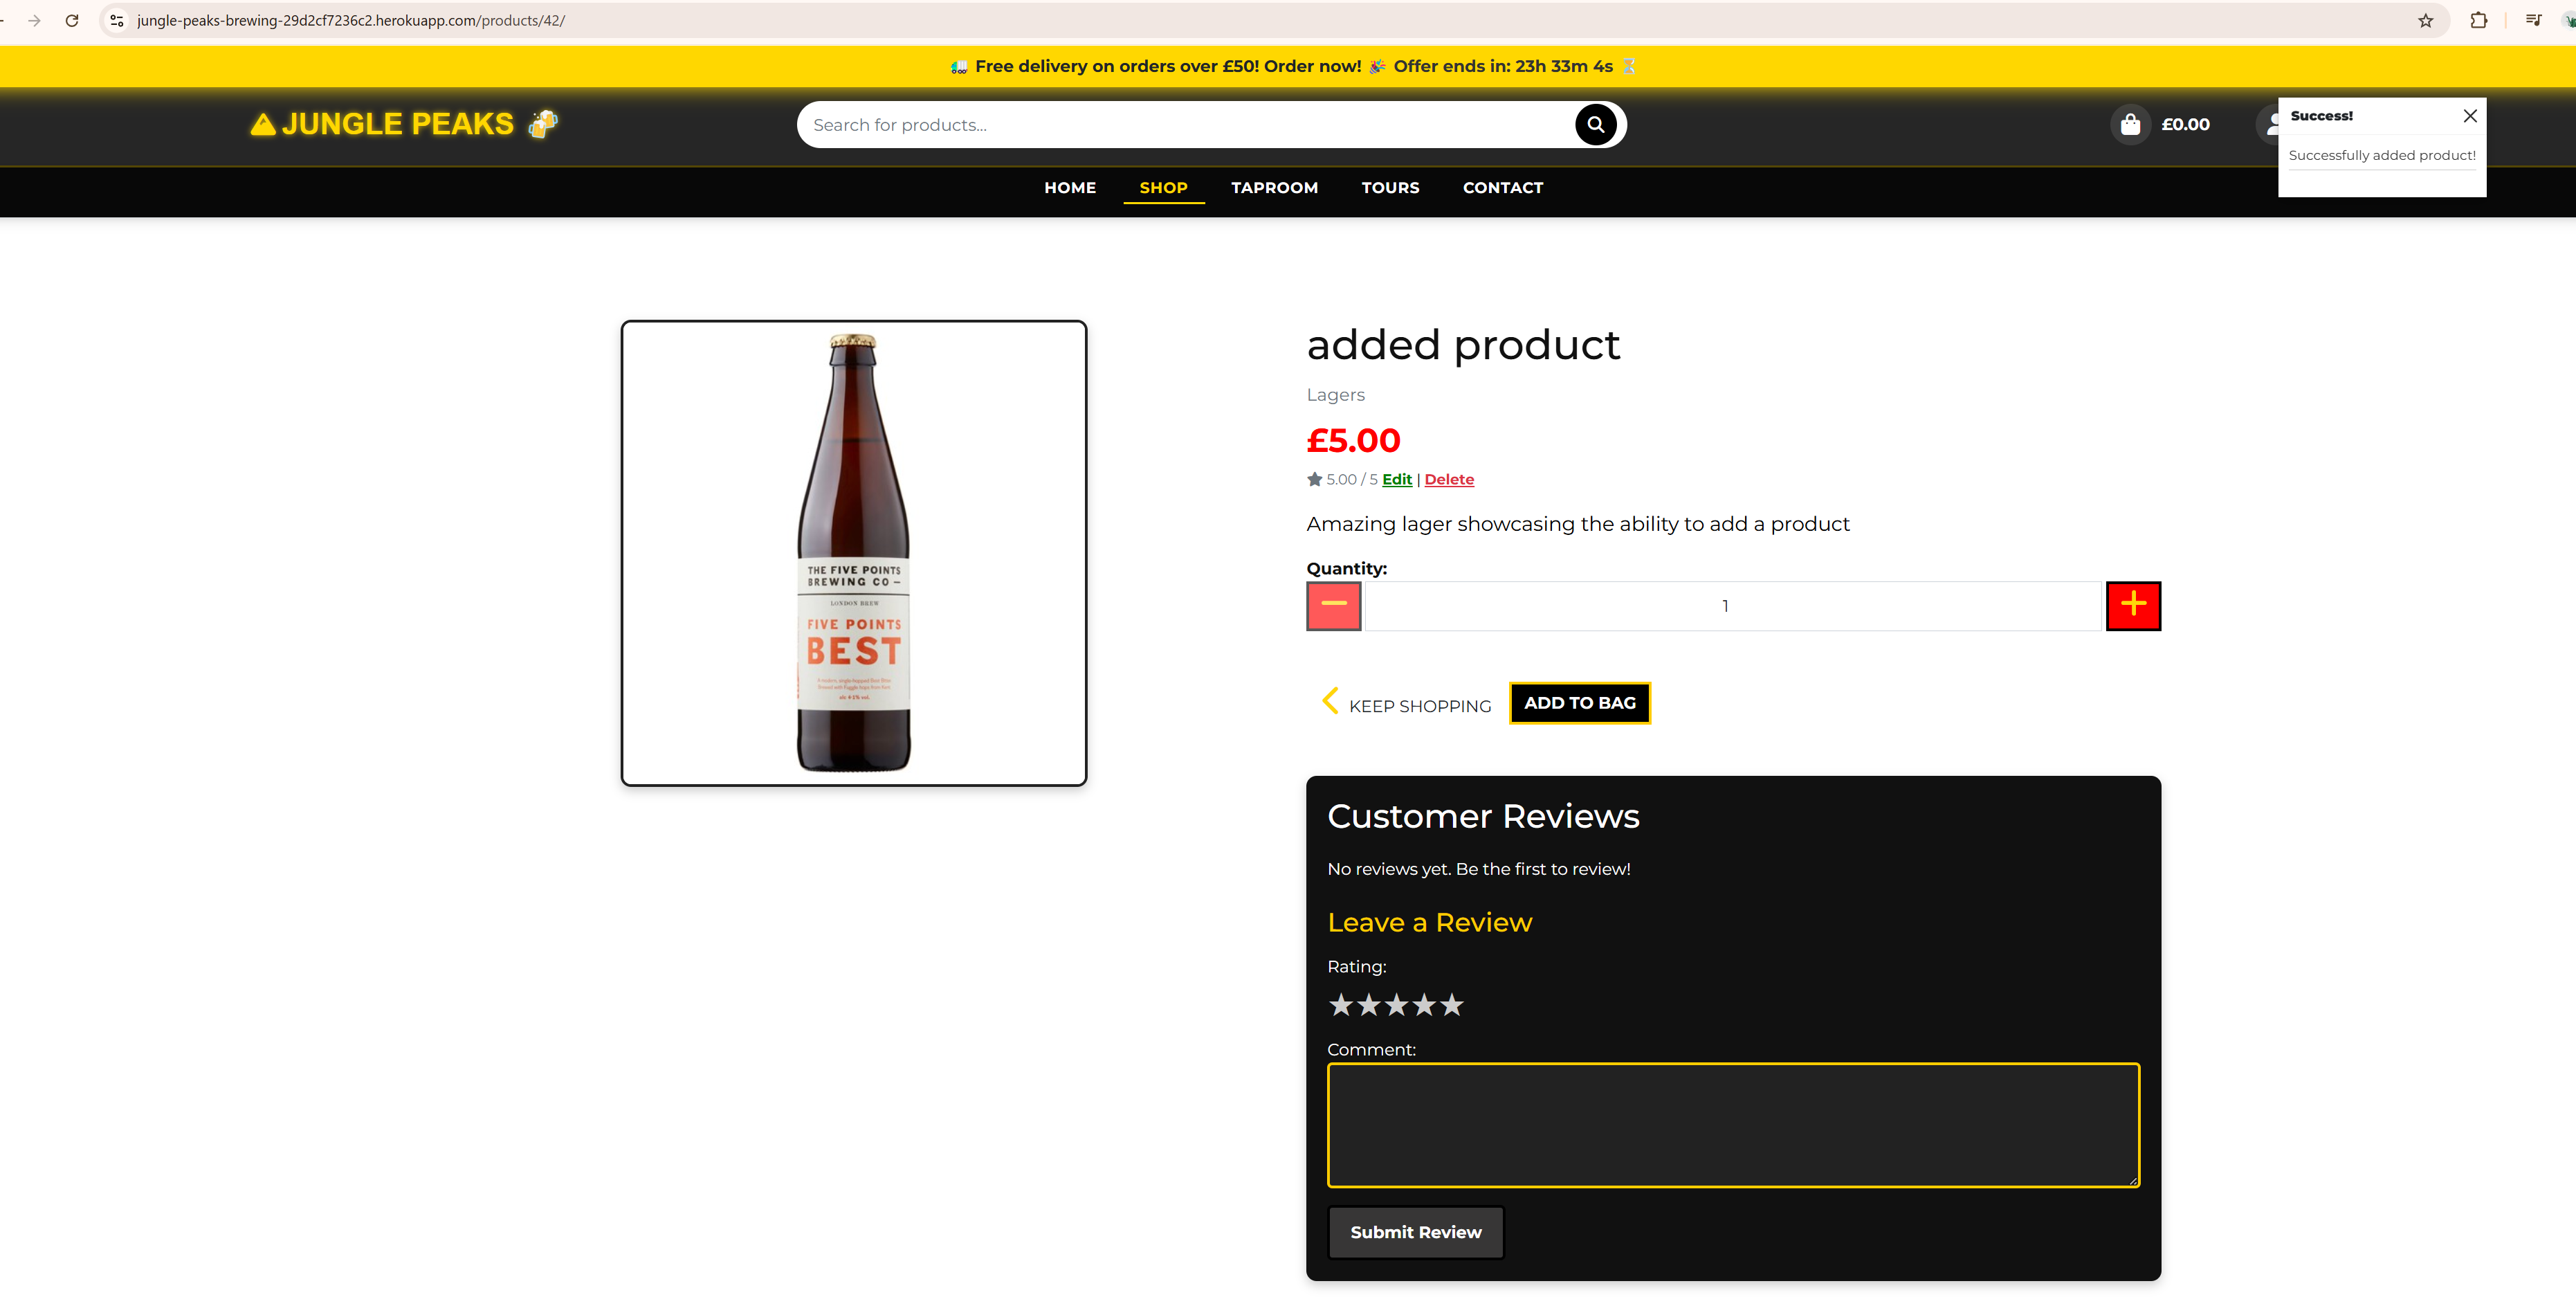 jungle-peaks-brewing-29d2cf7236c2.herokuapp.com/products/42/
🚚 Free delivery on orders over £50! Order now! 🎉 Offer ends in: 23h 33m 4s ⏳
JUNGLE PEAKS 🍻
Search for products...
£0.00
Success!
Successfully added product!
HOME SHOP TAPROOM TOURS CONTACT
THE FIVE POINTS
BREWING CO —
LONDON BREW
FIVE POINTS
BEST
added product
Lagers
£5.00
5.00 / 5 Edit | Delete
Amazing lager showcasing the ability to add a product
Quantity:
1
KEEP SHOPPING ADD TO BAG
Customer Reviews
No reviews yet. Be the first to review!
Leave a Review
Rating:
★★★★★
Comment:
Submit Review